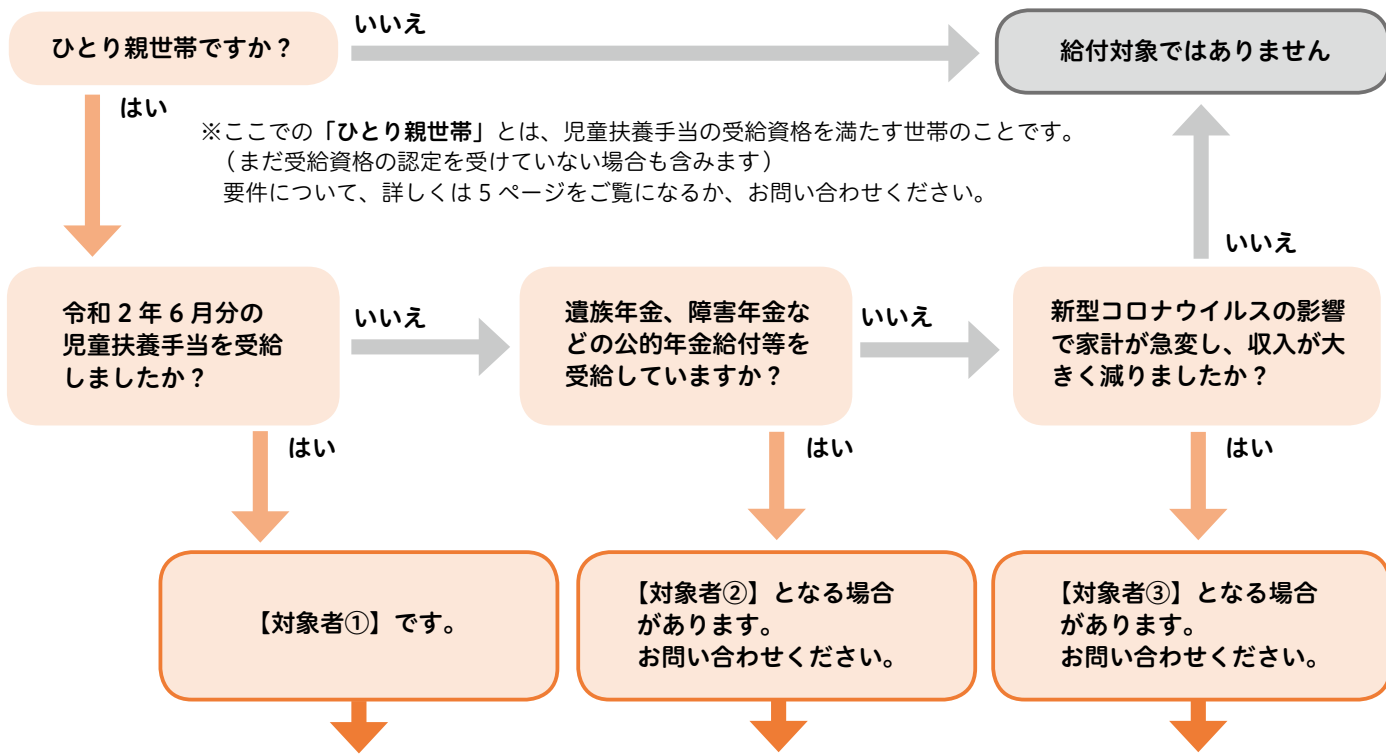 いいえ
ひとり親世帯ですか？
給付対象ではありません
はい
※ここでの「ひとり親世帯」とは、児童扶養手当の受給資格を満たす世帯のことです。
（まだ受給資格の認定を受けていない場合も含みます）
要件について、詳しくは 5 ページをご覧になるか、お問い合わせください。
いいえ
令和 2 年 6 月分の
児童扶養手当を受給
しましたか？
いいえ
遺族年金、障害年金な
どの公的年金給付等を
受給していますか？
いいえ
新型コロナウイルスの影響
で家計が急変し、収入が大
きく減りましたか？
はい
はい
はい
【対象者①】です。
【対象者②】となる場合
があります。
お問い合わせください。
【対象者③】となる場合
があります。
お問い合わせください。